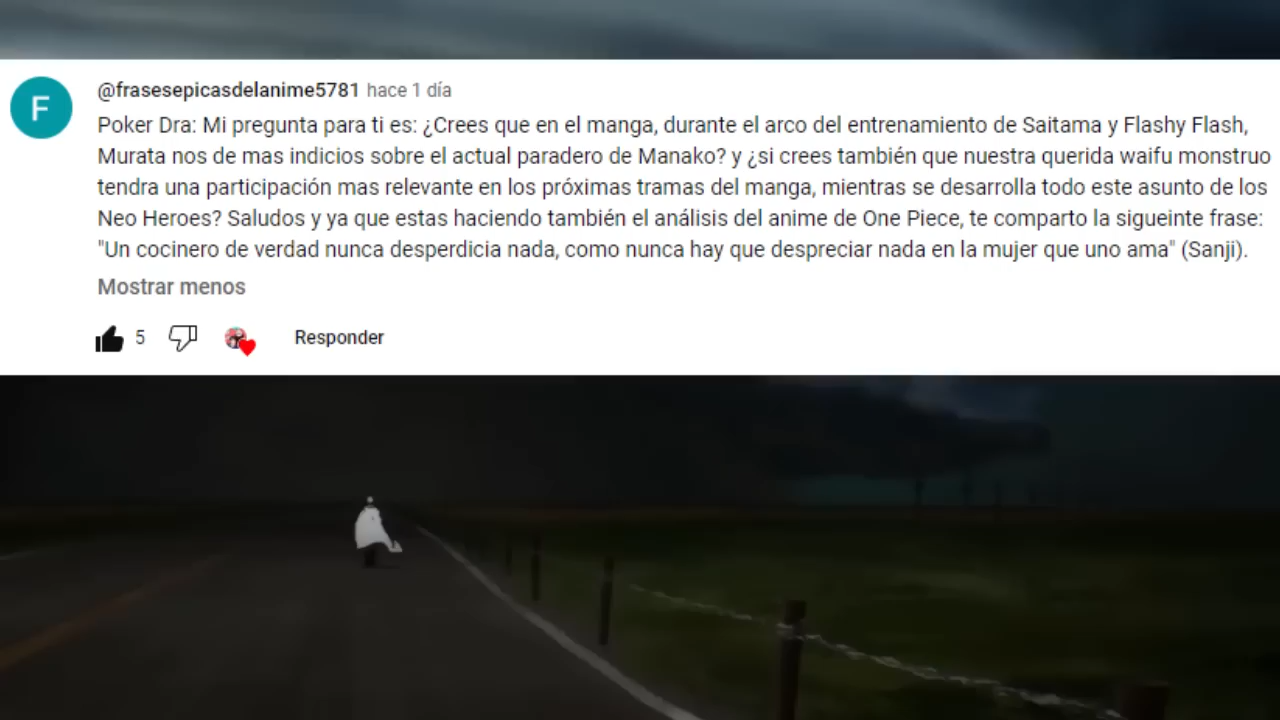 F
@frasesepicasdelanime5781 hace 1 día
Poker Dra: Mi pregunta para ti es: ¿Crees que en el manga, durante el arco del entrenamiento de Saitama y Flashy Flash,
Murata nos de mas indicios sobre el actual paradero de Manako? y ¿si crees también que nuestra querida waifu monstruo
tendra una participación mas relevante en los próximas tramas del manga, mientras se desarrolla todo este asunto de los
Neo Heroes? Saludos y ya que estas haciendo también el análisis del anime de One Piece, te comparto la sigueinte frase:
"Un cocinero de verdad nunca desperdicia nada, como nunca hay que despreciar nada en la mujer que uno ama" (Sanji).
Mostrar menos
5 Responder